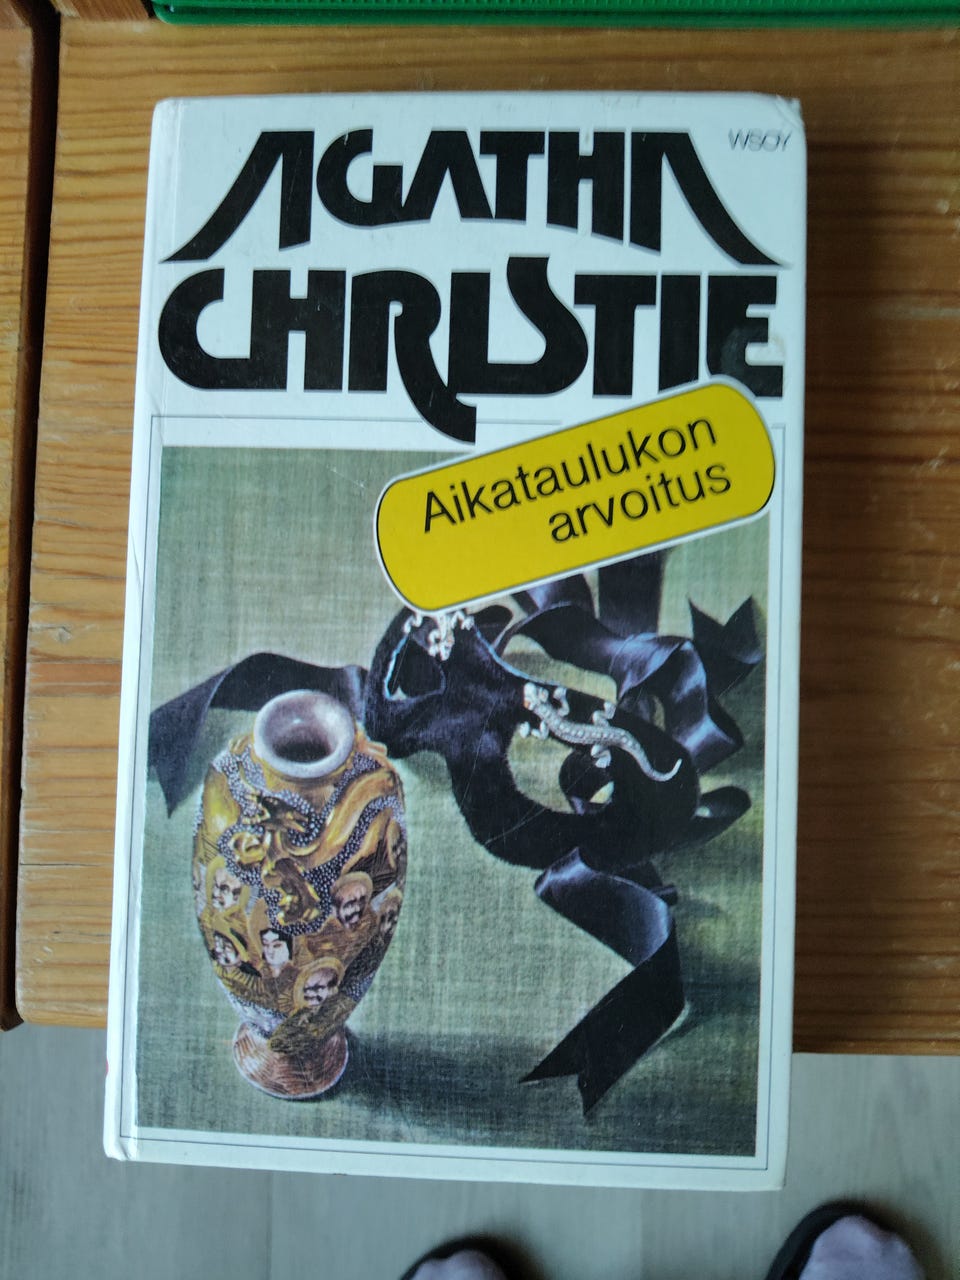 WSOY
AGATHA
CHRISTIE
Aikataulukon
arvoitus